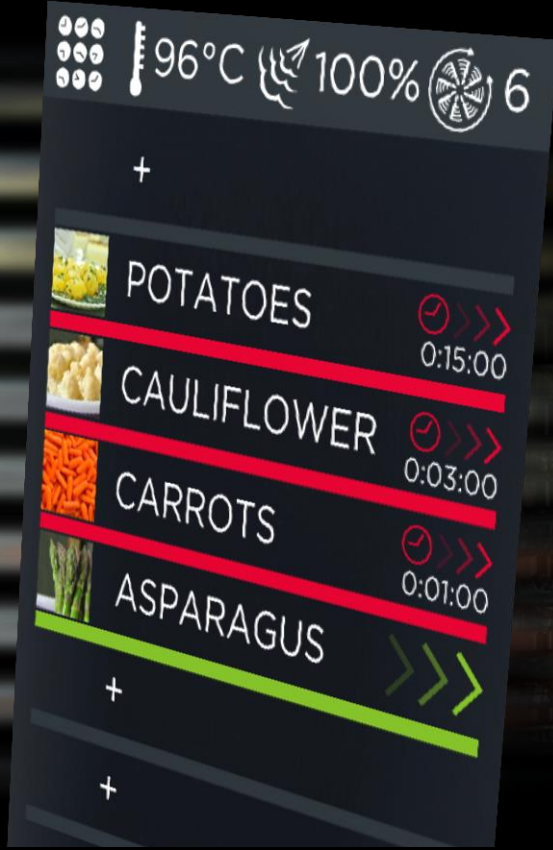 96°C 100% 6
+
POTATOES
0:15:00
CAULIFLOWER
0:03:00
CARROTS
0:01:00
ASPARAGUS
+
+